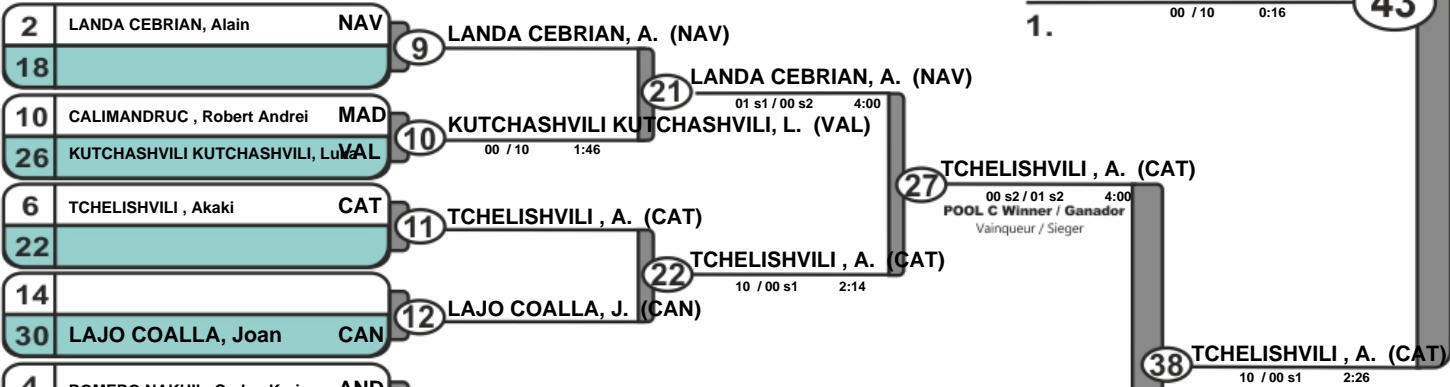 2 LANDA CEBRIAN, Alain NAV
18
9 LANDA CEBRIAN, A. (NAV)
10 CALIMANDRUC , Robert Andrei MAD
26 KUTCHASHVILI KUTCHASHVILI, Luka VAL
10 KUTCHASHVILI KUTCHASHVILI, L. (VAL)
00 / 10 1:46
21 LANDA CEBRIAN, A. (NAV)
01 s1 / 00 s2 4:00
6 TCHELISHVILI , Akaki CAT
22
11 TCHELISHVILI , A. (CAT)
14
30 LAJO COALLA, Joan CAN
12 LAJO COALLA, J. (CAN)
22 TCHELISHVILI , A. (CAT)
10 / 00 s1 2:14
27 TCHELISHVILI , A. (CAT)
00 s2 / 01 s2 4:00
POOL C Winner / Ganador
Vainqueur / Sieger
00 / 10 0:16
1.
43
38 TCHELISHVILI , A. (CAT)
10 / 00 s1 2:26
4 AND